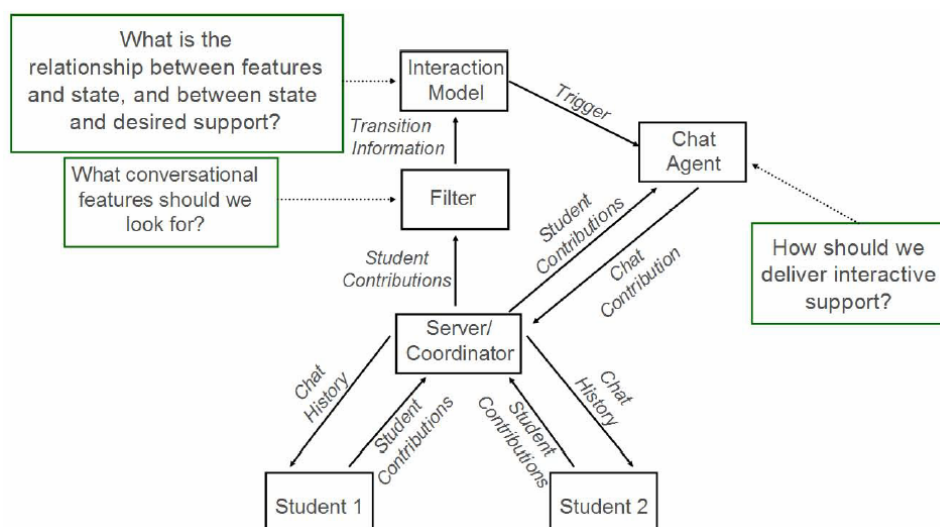 What is the
relationship between features
and state, and between state
and desired support?
Interaction
Model
Trigger
Transition
Information
Chat
Agent
What conversational
features should we
look for?
Filter
Student
Contributions
Student
Contributions
Chat
Contribution
How should we
deliver interactive
support?
Server/
Coordinator
Chat
History
Student
Contributions
Student
Contributions
Chat
History
Student 1
Student 2